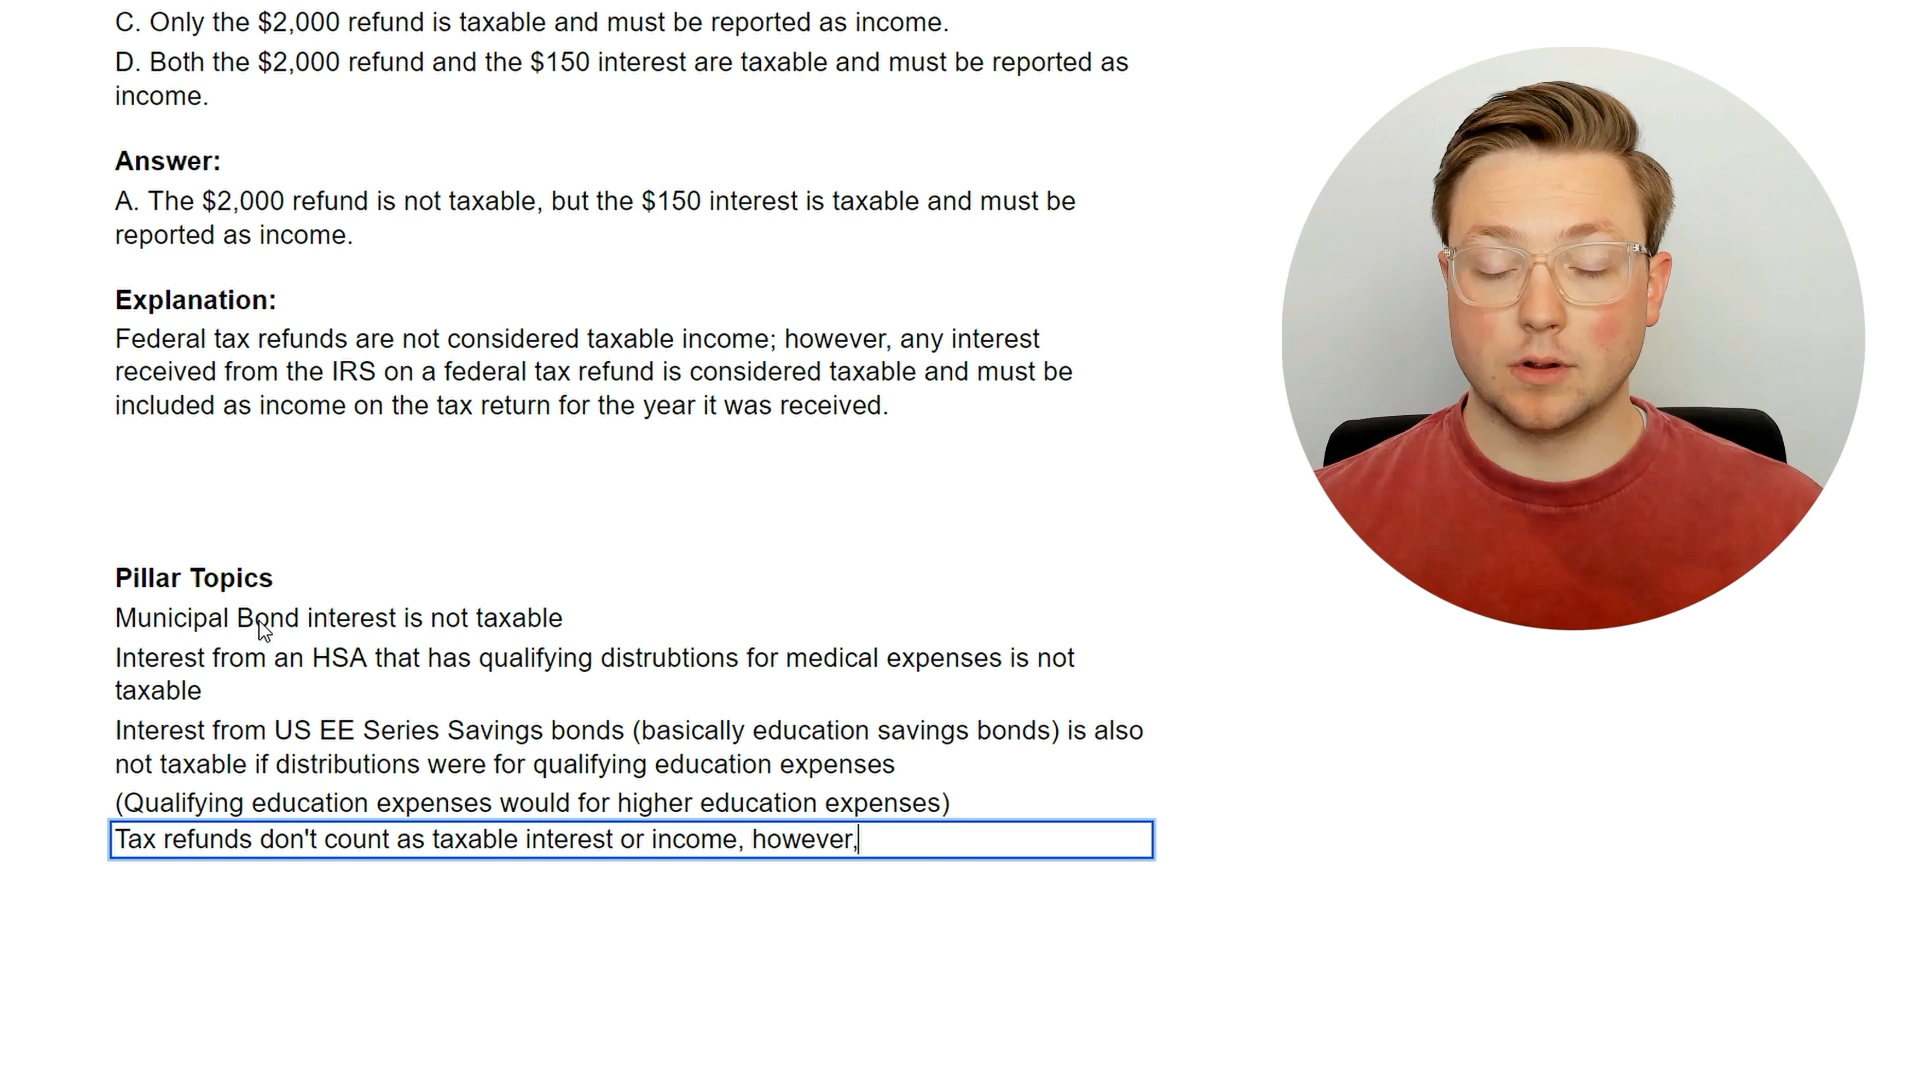 C. Only the $2,000 refund is taxable and must be reported as income.
D. Both the $2,000 refund and the $150 interest are taxable and must be reported as
income.
Answer:
A. The $2,000 refund is not taxable, but the $150 interest is taxable and must be
reported as income.
Explanation:
Federal tax refunds are not considered taxable income; however, any interest
received from the IRS on a federal tax refund is considered taxable and must be
included as income on the tax return for the year it was received.
Pillar Topics
Municipal Bond interest is not taxable
Interest from an HSA that has qualifying distrubtions for medical expenses is not
taxable
Interest from US EE Series Savings bonds (basically education savings bonds) is also
not taxable if distributions were for qualifying education expenses
(Qualifying education expenses would for higher education expenses)
Tax refunds don't count as taxable interest or income, however,